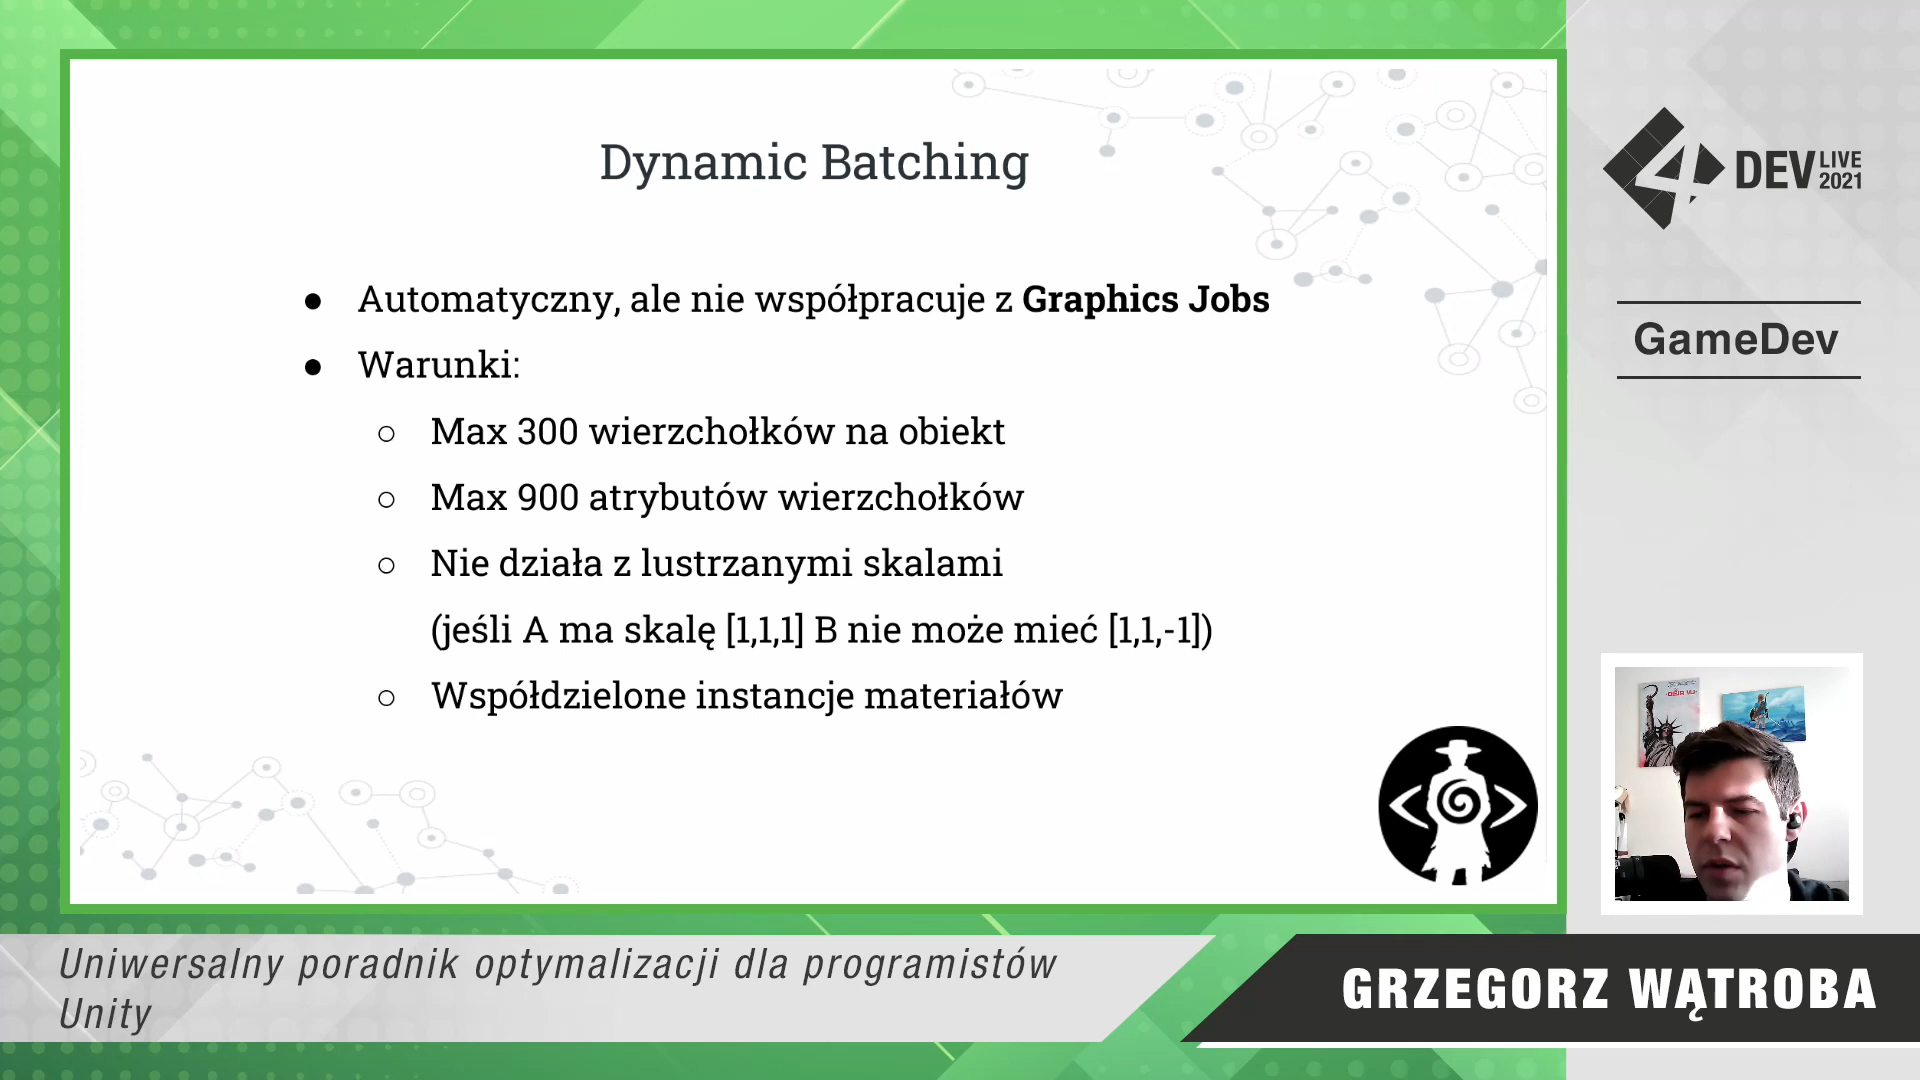 Dynamic Batching
● Automatyczny, ale nie współpracuje z Graphics Jobs
● Warunki:
○ Max 300 wierzchołków na obiekt
○ Max 900 atrybutów wierzchołków
○ Nie działa z lustrzanymi skalami
(jeśli A ma skalę [1,1,1] B nie może mieć [1,1,-1])
○ Współdzielone instancje materiałów
4 DEV LIVE
2021
GameDev
Uniwersalny poradnik optymalizacji dla programistów
Unity
GRZEGORZ WĄTROBA